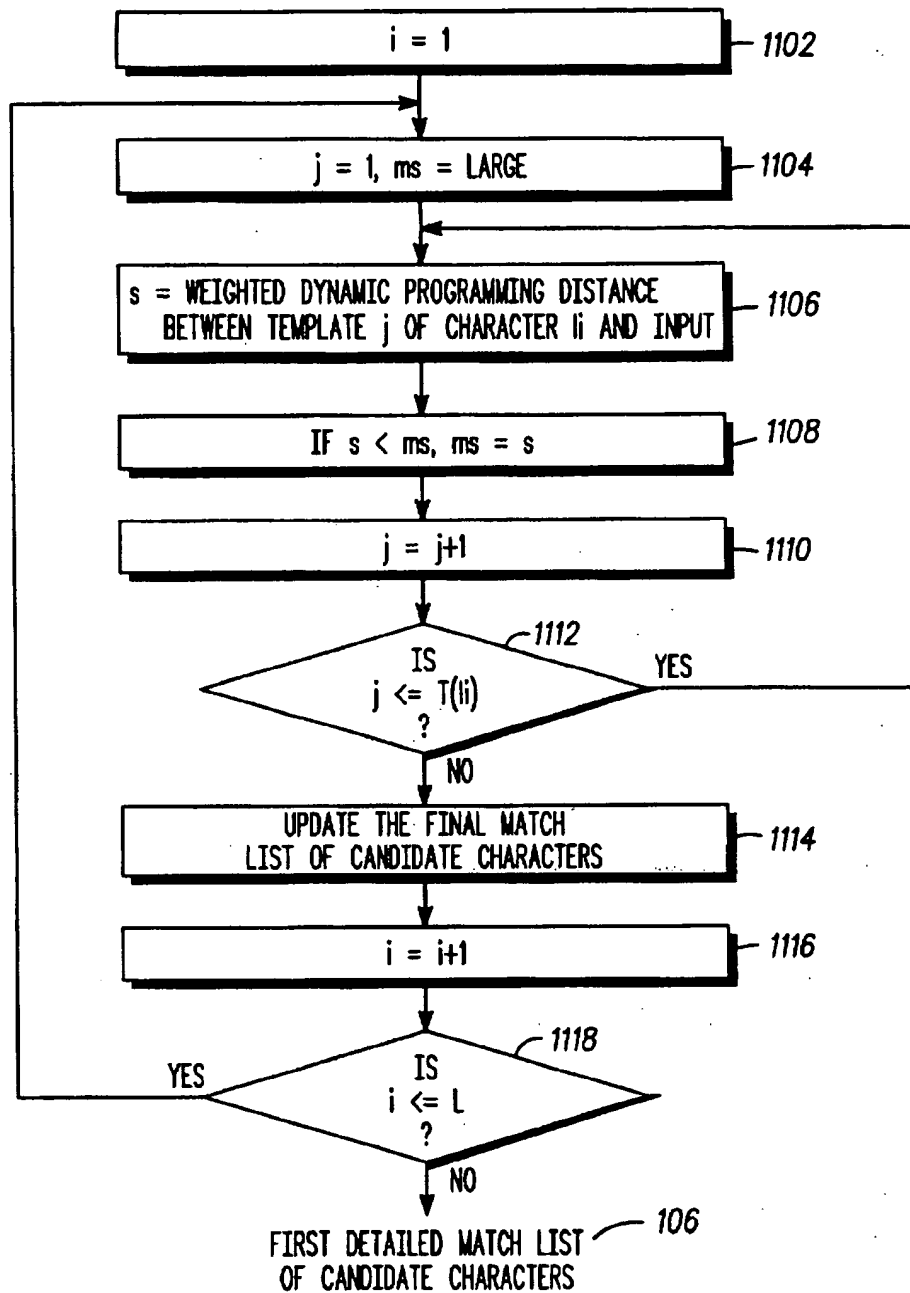 i = 1
1102
j = 1, ms = LARGE
1104
s = WEIGHTED DYNAMIC PROGRAMMING DISTANCE
BETWEEN TEMPLATE j OF CHARACTER li AND INPUT
1106
IF s < ms, ms = s
1108
j = j+1
1110
1112
IS
j <= T(li)
?
YES
NO
UPDATE THE FINAL MATCH
LIST OF CANDIDATE CHARACTERS
1114
i = i+1
1116
1118
IS
i <= L
?
YES
NO
FIRST DETAILED MATCH LIST
OF CANDIDATE CHARACTERS
106